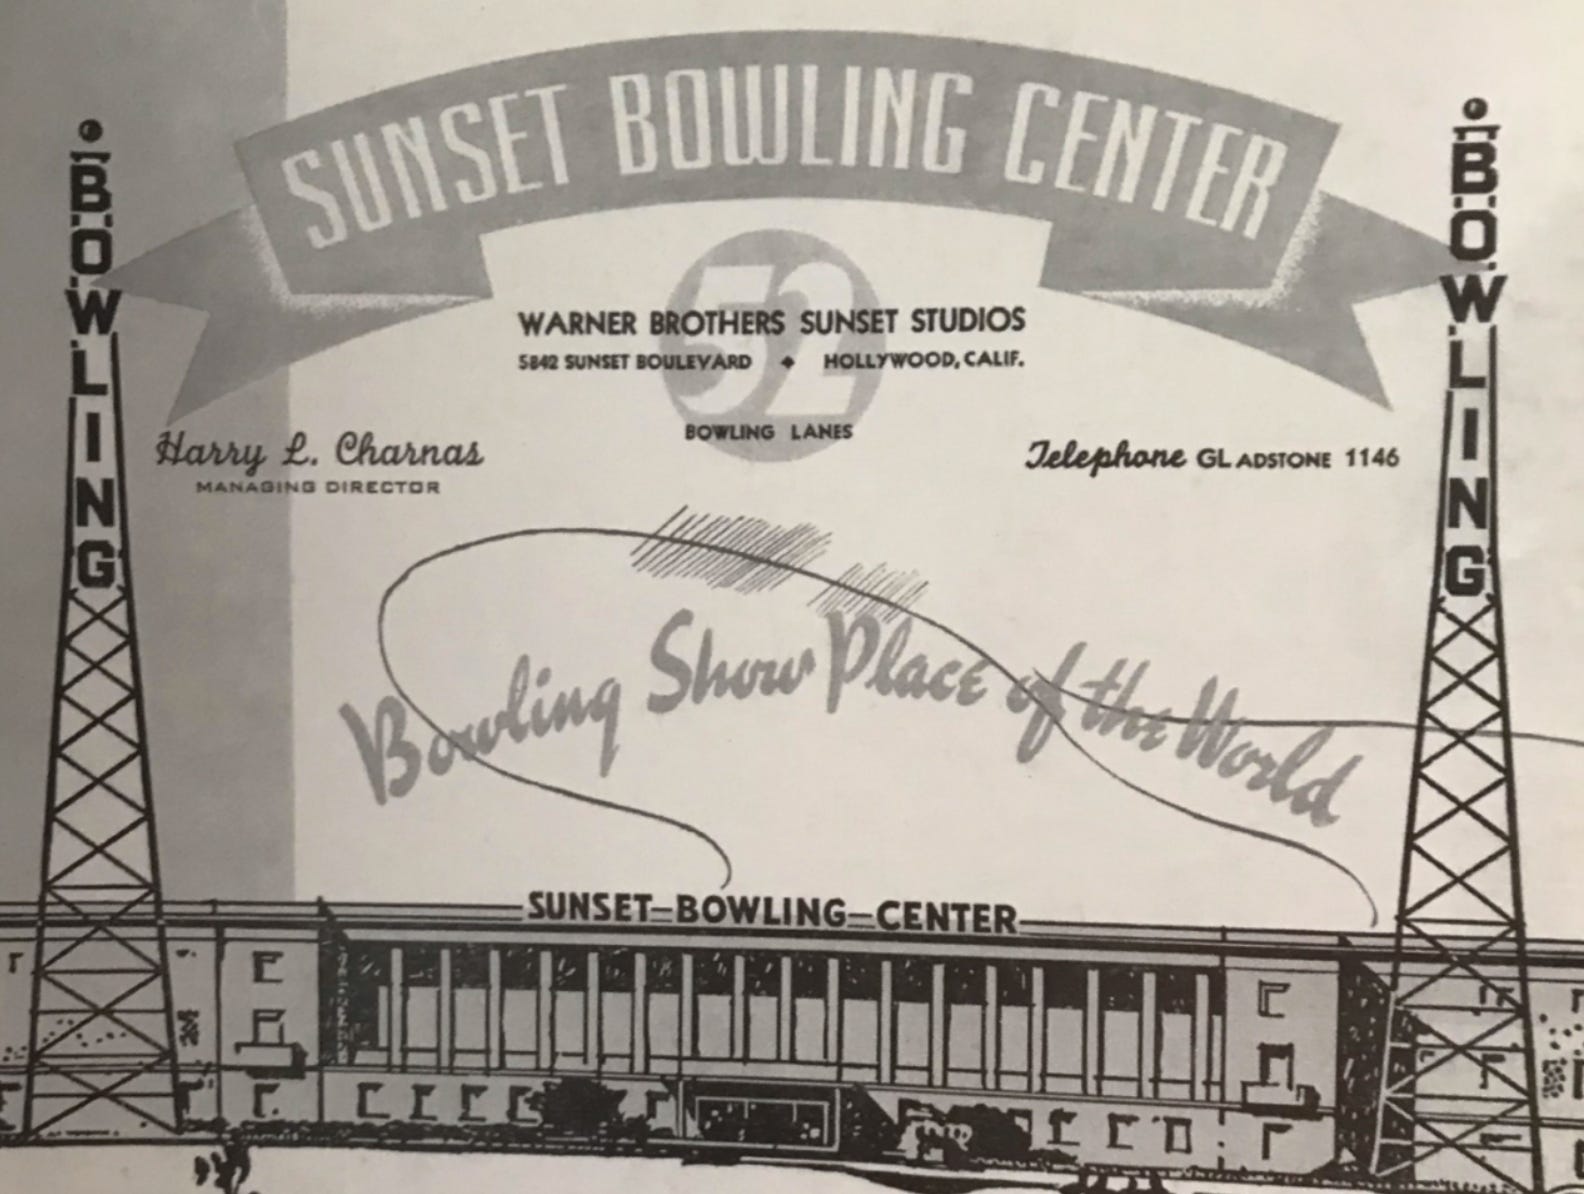 SUNSET BOWLING CENTER
52
WARNER BROTHERS SUNSET STUDIOS
5842 SUNSET BOULEVARD ♦ HOLLYWOOD, CALIF.
BOWLING LANES
Harry L. Charnas
MANAGING DIRECTOR
Telephone GLADSTONE 1146
BOWLING
BOWLING
Bowling Show Place of the World
SUNSET-BOWLING-CENTER